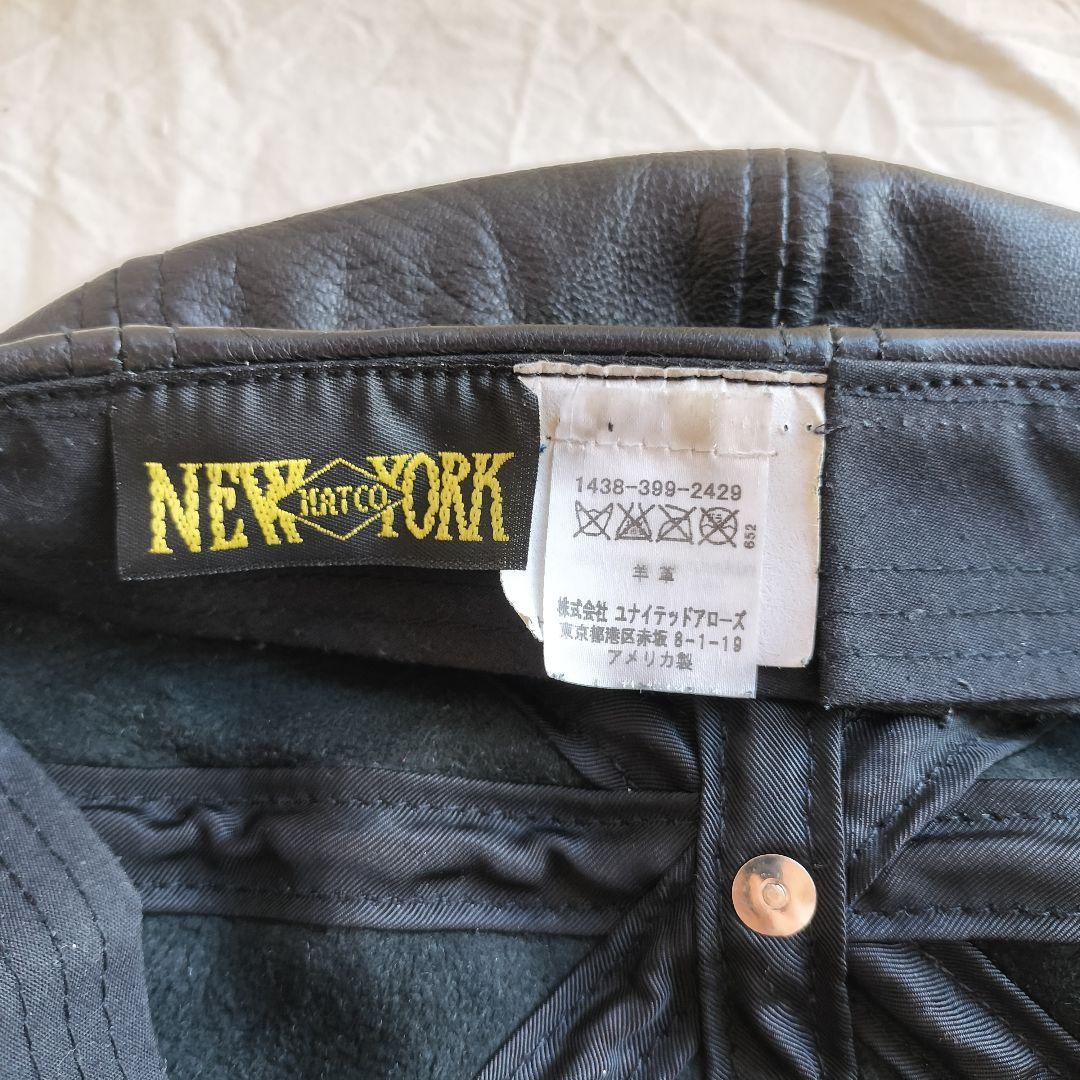 NEW HATCO YORK
1438-399-2429
652
羊革
株式会社 ユナイテッドアローズ
東京都港区赤坂 8-1-19
アメリカ製